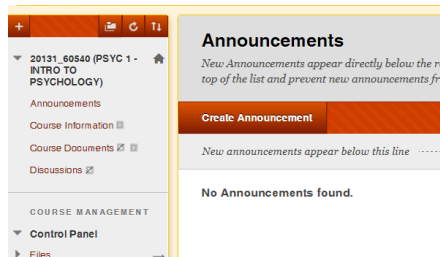 20131_60540 (PSYC 1 -
INTRO TO
PSYCHOLOGY)
Announcements
Course Information
Course Documents
Discussions
COURSE MANAGEMENT
Control Panel
Files
Announcements
New Announcements appear directly below the
top of the list and prevent new announcements
Create Announcement
New announcements appear below this line
No Announcements found.